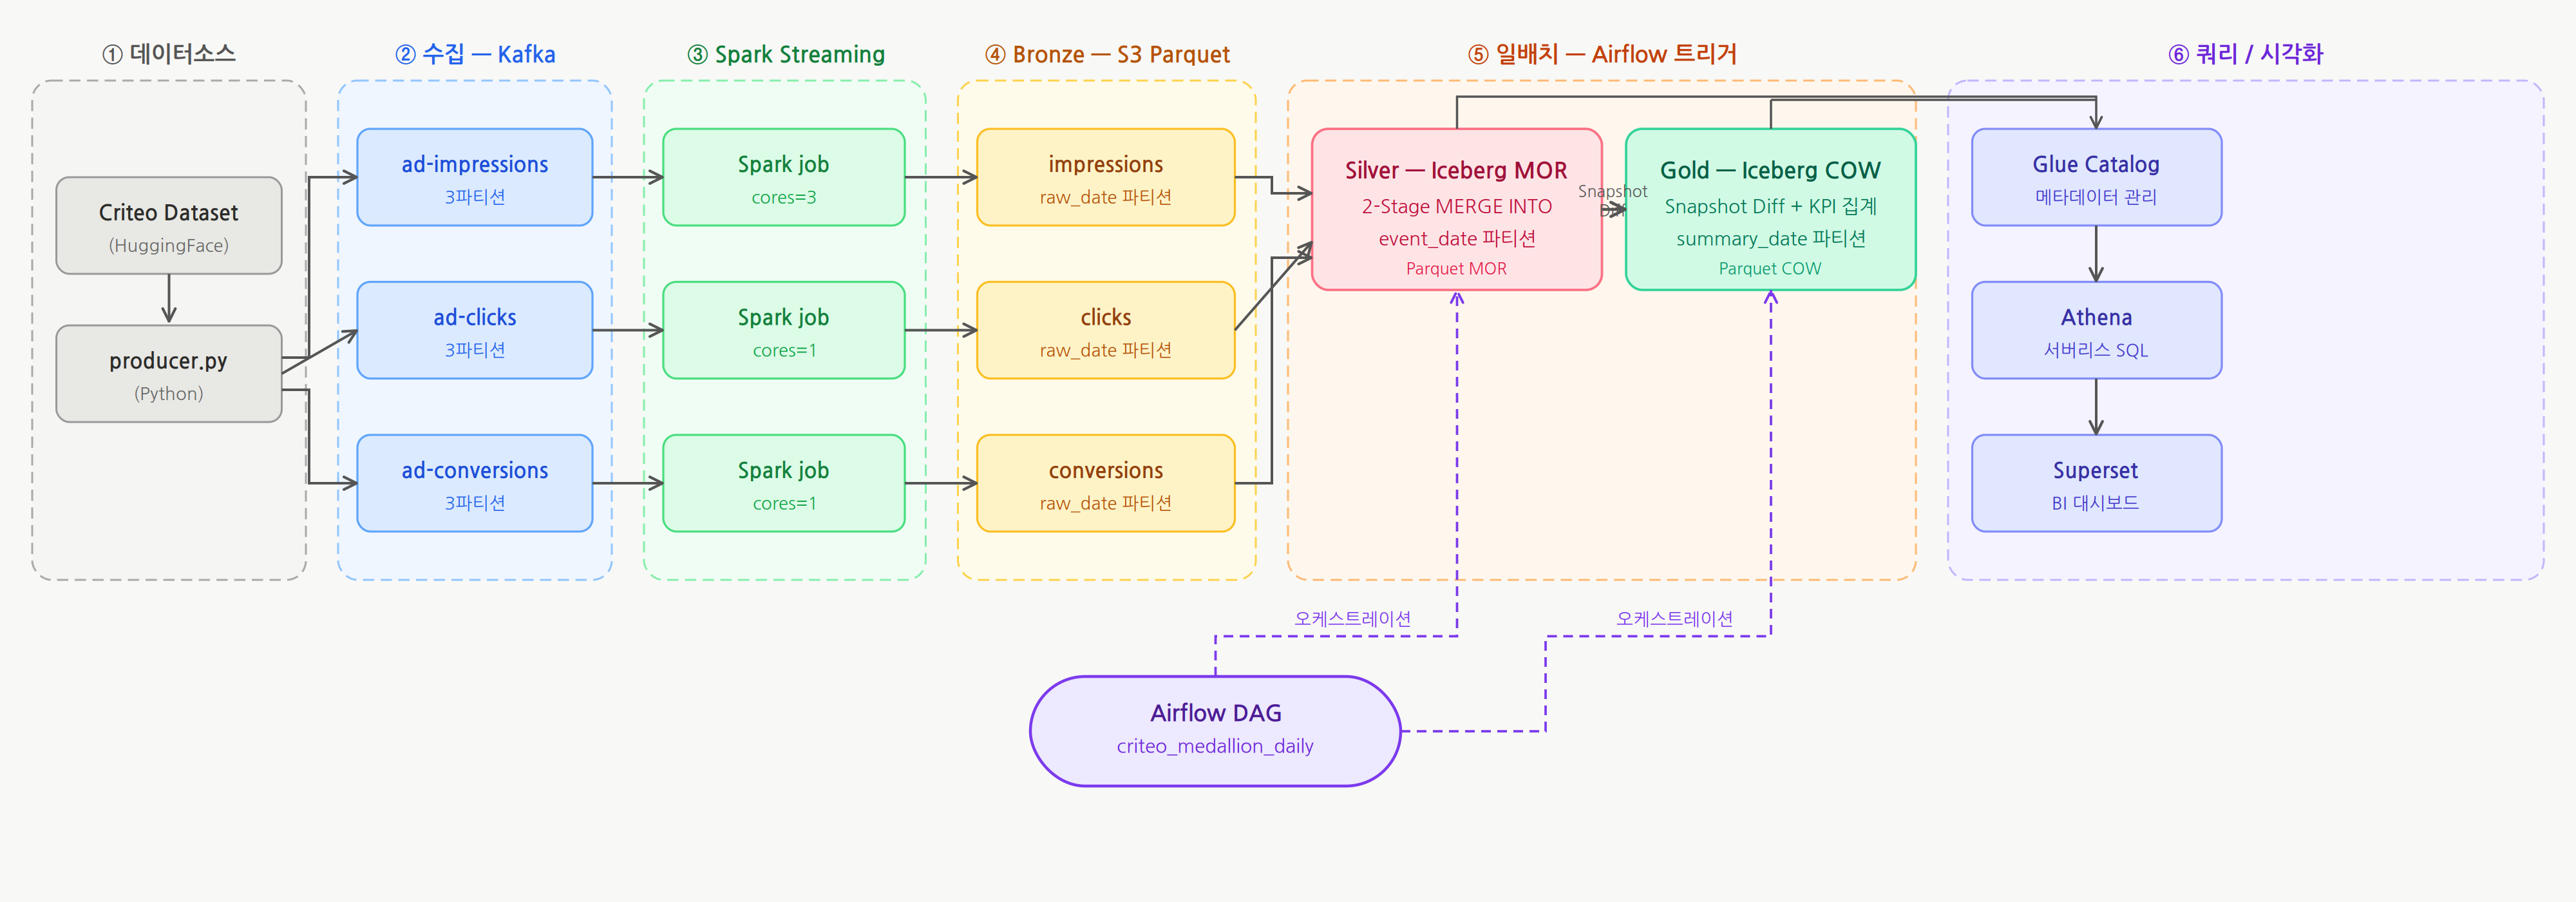 ① 데이터소스
② 수집 — Kafka
③ Spark Streaming
④ Bronze — S3 Parquet
⑤ 일배치 — Airflow 트리거
⑥ 쿼리 / 시각화
Criteo Dataset
(HuggingFace)
producer.py
(Python)
ad-impressions
3파티션
ad-clicks
3파티션
ad-conversions
3파티션
Spark job
cores=3
Spark job
cores=1
Spark job
cores=1
impressions
raw_date 파티션
clicks
raw_date 파티션
conversions
raw_date 파티션
Silver — Iceberg MOR
2-Stage MERGE INTO
event_date 파티션
Parquet MOR
Snapshot
Diff
Gold — Iceberg COW
Snapshot Diff + KPI 집계
summary_date 파티션
Parquet COW
Glue Catalog
메타데이터 관리
Athena
서버리스 SQL
Superset
BI 대시보드
오케스트레이션
오케스트레이션
Airflow DAG
criteo_medallion_daily